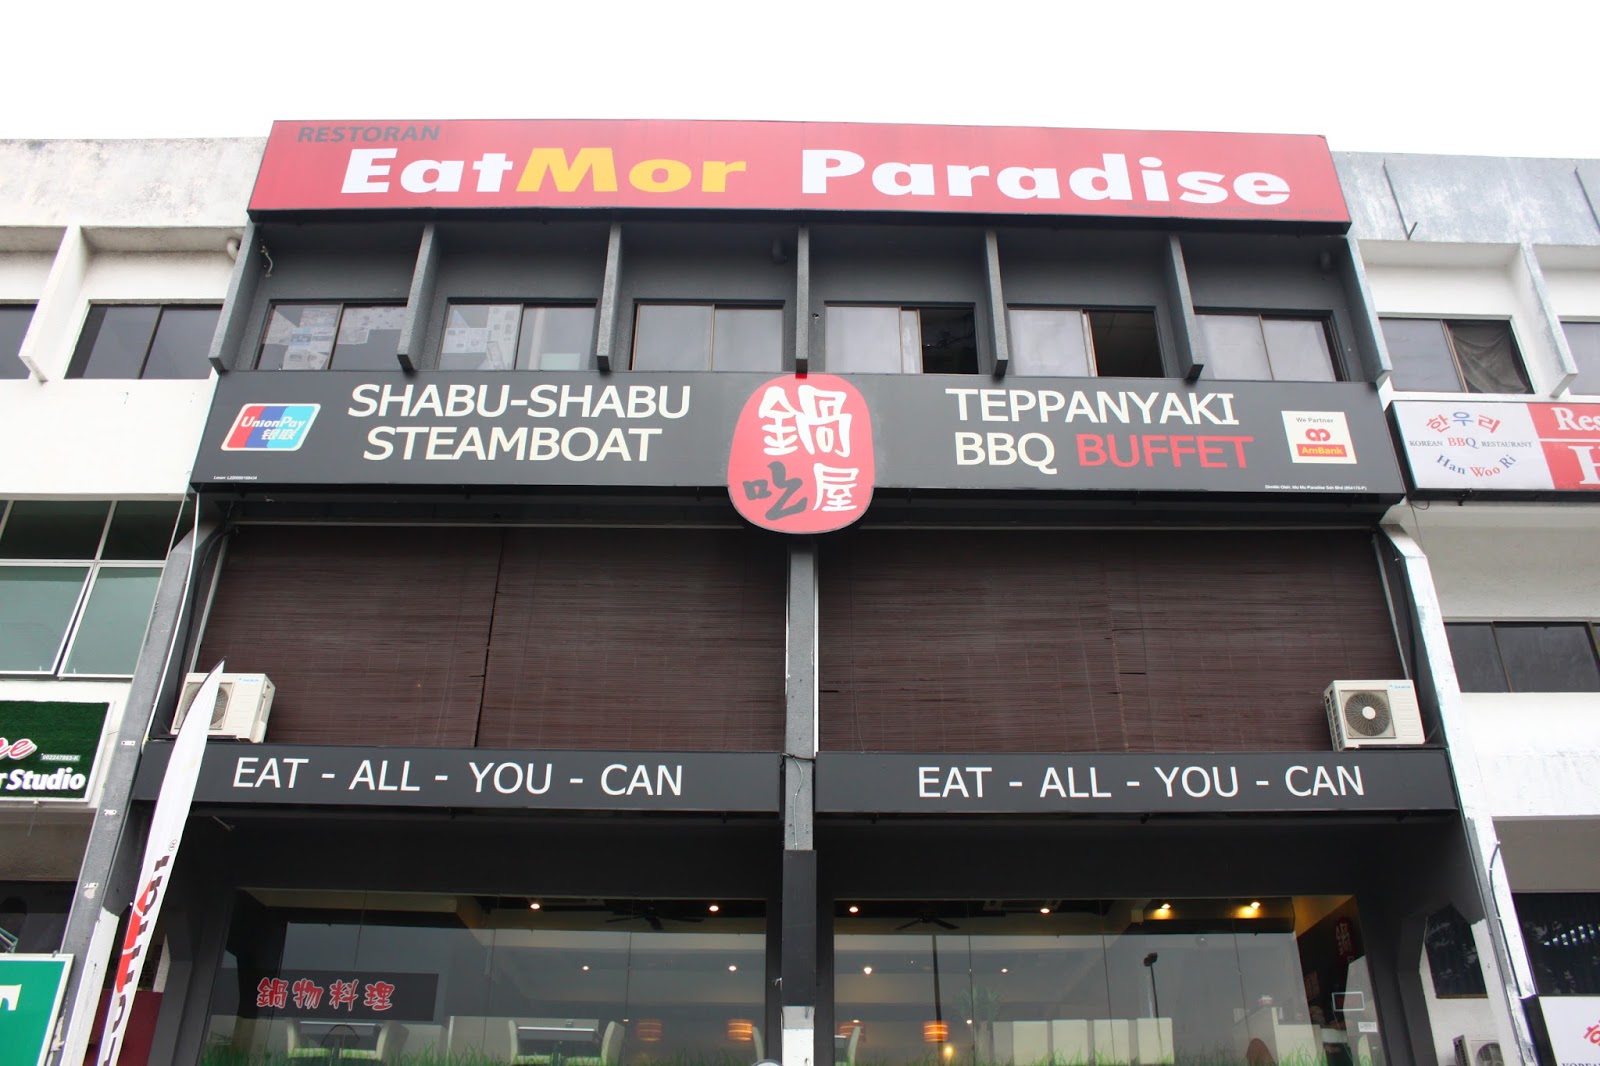 RESTORAN
EatMor Paradise
UnionPay
银联
SHABU-SHABU
STEAMBOAT
鍋
吃屋
TEPPANYAKI
BBQ BUFFET
We Partner
AmBank
한우리
KOREAN BBQ RESTAURANT
Han Woo Ri
Res
H
EAT - ALL - YOU - CAN
EAT - ALL - YOU - CAN
r Studio
鍋物料理
鍋